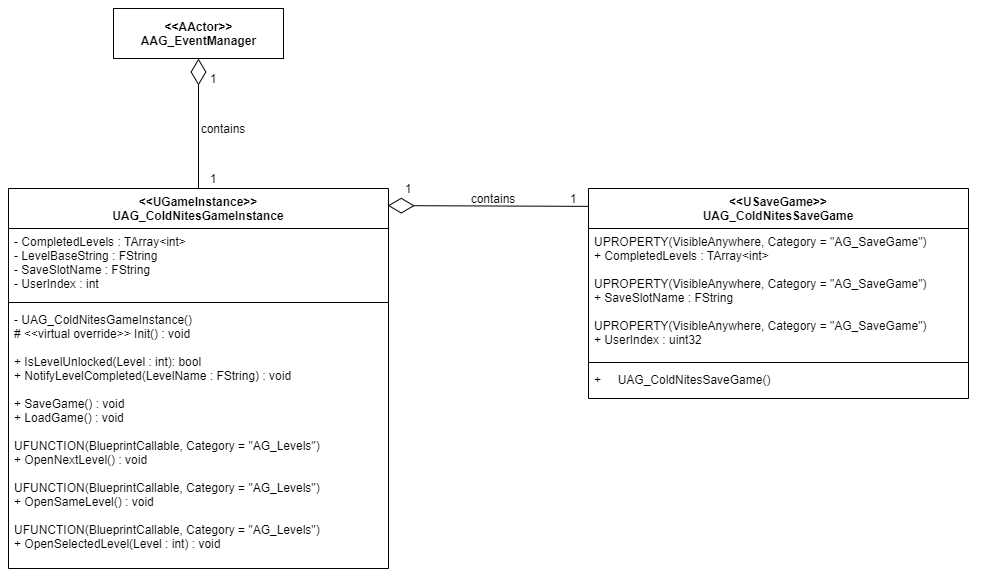 <<AActor>>
AAG_EventManager
1
contains
1
<<UGameInstance>>
UAG_ColdNitesGameInstance
- CompletedLevels : TArray<int>
- LevelBaseString : FString
- SaveSlotName : FString
- UserIndex : int
- UAG_ColdNitesGameInstance()
# <<virtual override>> Init() : void
+ IsLevelUnlocked(Level : int): bool
+ NotifyLevelCompleted(LevelName : FString) : void
+ SaveGame() : void
+ LoadGame() : void
UFUNCTION(BlueprintCallable, Category = "AG_Levels")
+ OpenNextLevel() : void
UFUNCTION(BlueprintCallable, Category = "AG_Levels")
+ OpenSameLevel() : void
UFUNCTION(BlueprintCallable, Category = "AG_Levels")
+ OpenSelectedLevel(Level : int) : void
1
contains
1
<<USaveGame>>
UAG_ColdNitesSaveGame
UPROPERTY(VisibleAnywhere, Category = "AG_SaveGame")
+ CompletedLevels : TArray<int>
UPROPERTY(VisibleAnywhere, Category = "AG_SaveGame")
+ SaveSlotName : FString
UPROPERTY(VisibleAnywhere, Category = "AG_SaveGame")
+ UserIndex : uint32
+ UAG_ColdNitesSaveGame()